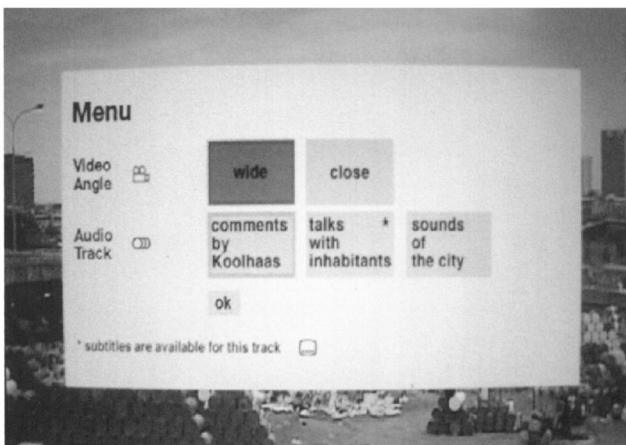 Menu
Video
Angle
wide
close
Audio
Track
comments
by
Koolhaas
talks *
with
inhabitants
sounds
of
the city
ok
* subtitles are available for this track